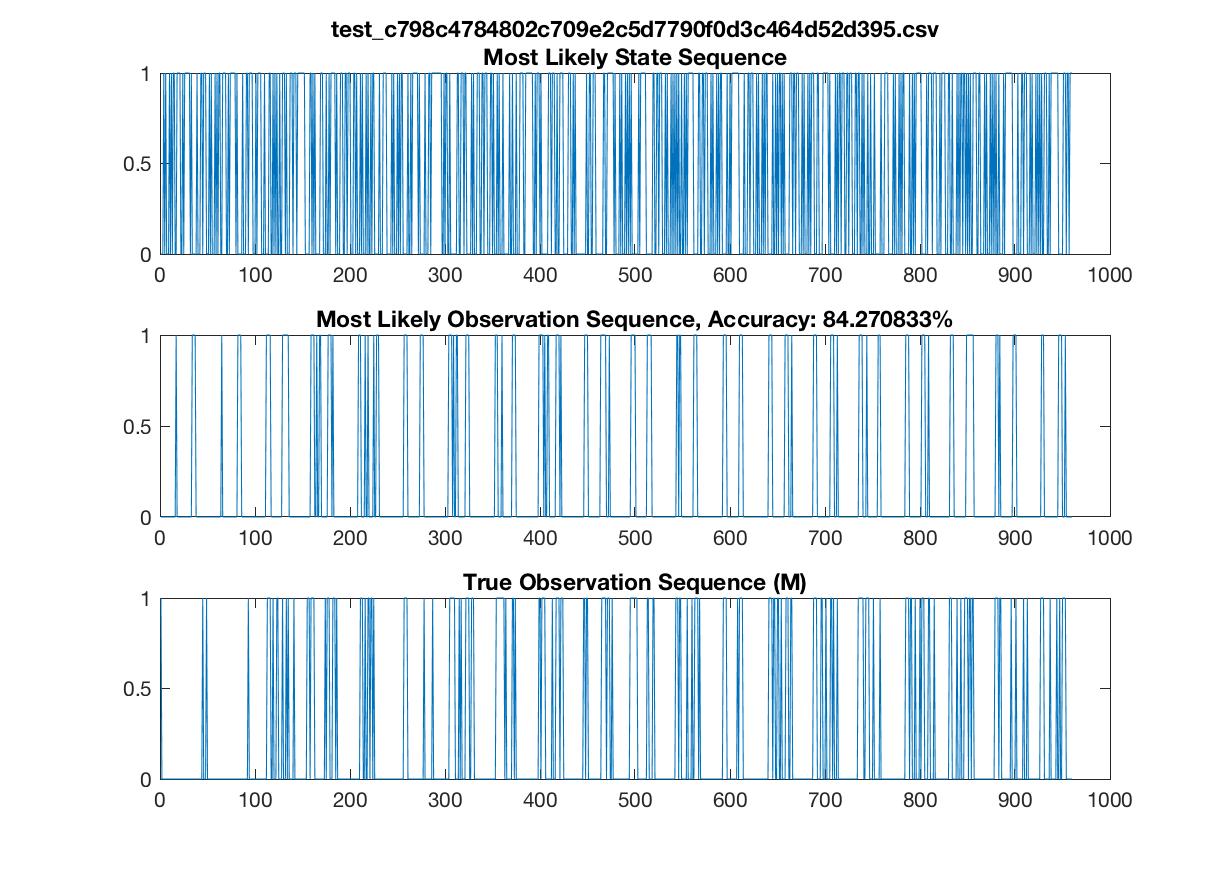 test_c798c4784802c709e2c5d7790f0d3c464d52d395.csv
Most Likely State Sequence
1
0.5
0
0 100 200 300 400 500 600 700 800 900 1000
Most Likely Observation Sequence, Accuracy: 84.270833%
1
0.5
0
0 100 200 300 400 500 600 700 800 900 1000
True Observation Sequence (M)
1
0.5
0
0 100 200 300 400 500 600 700 800 900 1000